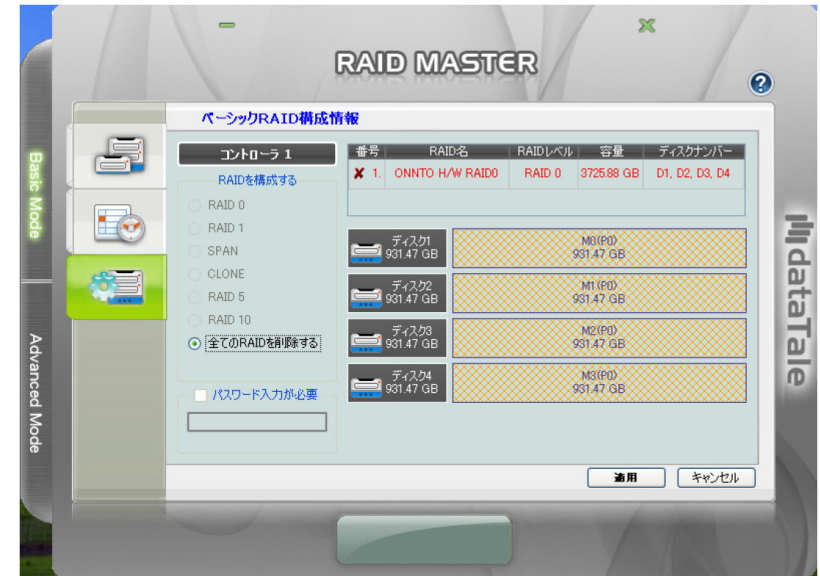 RAID MASTER
?
ベーシックRAID構成情報
Basic Mode
Advanced Mode
コントローラ 1
RAIDを構成する
RAID 0
RAID 1
SPAN
CLONE
RAID 5
RAID 10
全てのRAIDを削除する
パスワード入力が必要
番号 RAID名 RAIDレベル 容量 ディスクナンバー
✘ 1. ONNTO H/W RAID0 RAID 0 3725.88 GB D1, D2, D3, D4
ディスク1
931.47 GB
M0(P0)
931.47 GB
ディスク2
931.47 GB
M1(P0)
931.47 GB
ディスク3
931.47 GB
M2(P0)
931.47 GB
ディスク4
931.47 GB
M3(P0)
931.47 GB
適用 キャンセル
dataTale